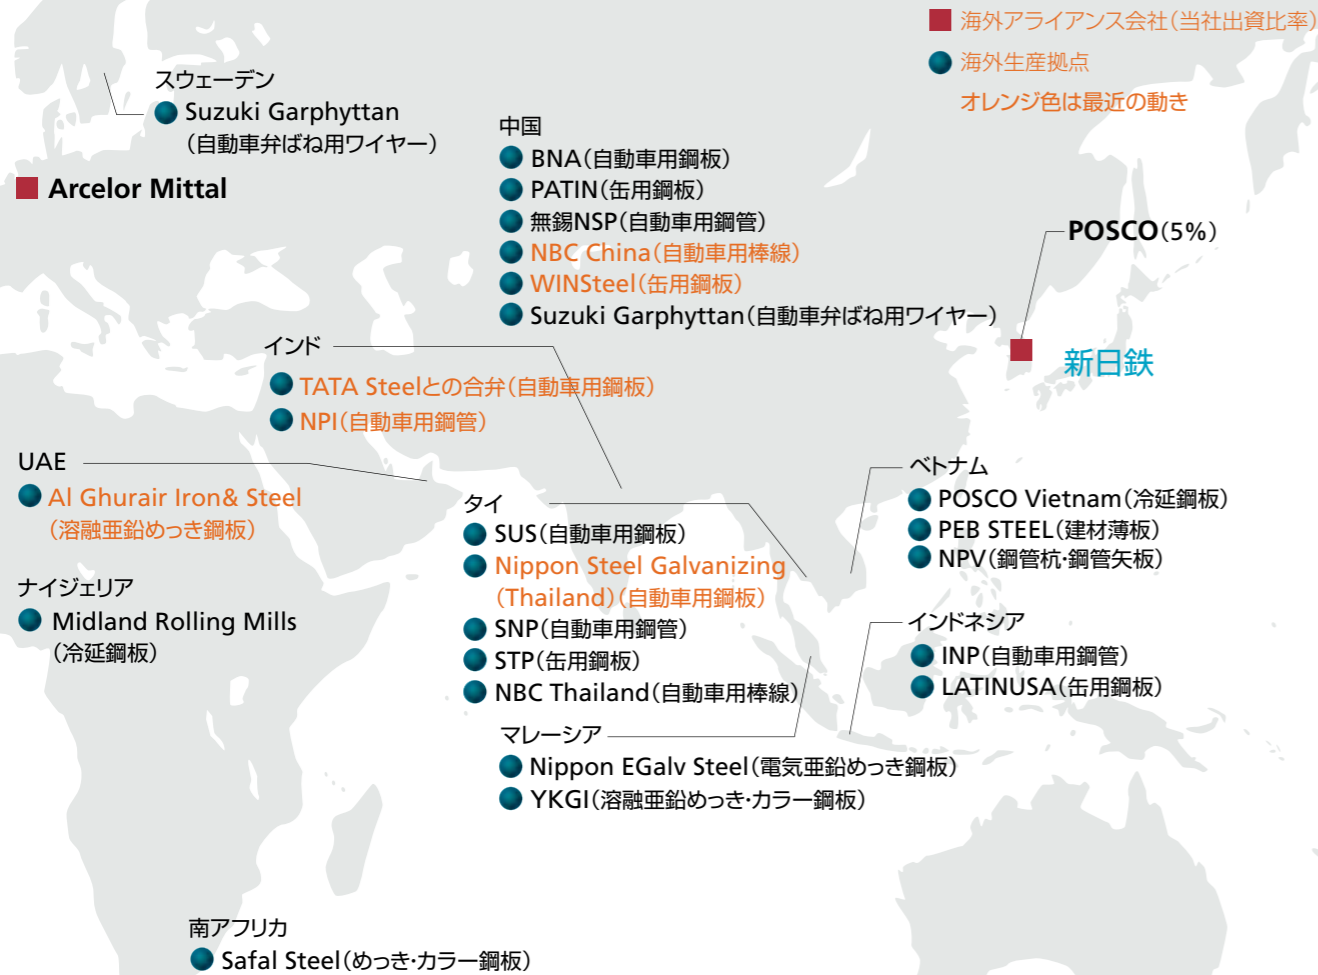 海外アライアンス会社(当社出資比率)
海外生産拠点
オレンジ色は最近の動き
スウェーデン
Suzuki Garphyttan
(自動車弁ばね用ワイヤー)
Arcelor Mittal
中国
BNA(自動車用鋼板)
PATIN(缶用鋼板)
無錫NSP(自動車用鋼管)
NBC China(自動車用棒線)
WINSteel(缶用鋼板)
Suzuki Garphyttan(自動車弁ばね用ワイヤー)
POSCO(5%)
新日鉄
インド
TATA Steelとの合弁(自動車用鋼板)
NPI(自動車用鋼管)
UAE
Al Ghurair Iron& Steel
(溶融亜鉛めっき鋼板)
ナイジェリア
Midland Rolling Mills
(冷延鋼板)
タイ
SUS(自動車用鋼板)
Nippon Steel Galvanizing
(Thailand)(自動車用鋼板)
SNP(自動車用鋼管)
STP(缶用鋼板)
NBC Thailand(自動車用棒線)
ベトナム
POSCO Vietnam(冷延鋼板)
PEB STEEL(建材薄板)
NPV(鋼管杭・鋼管矢板)
インドネシア
INP(自動車用鋼管)
LATINUSA(缶用鋼板)
マレーシア
Nippon EGalv Steel(電気亜鉛めっき鋼板)
YKGI(溶融亜鉛めっき・カラー鋼板)
南アフリカ
Safal Steel(めっき・カラー鋼板)